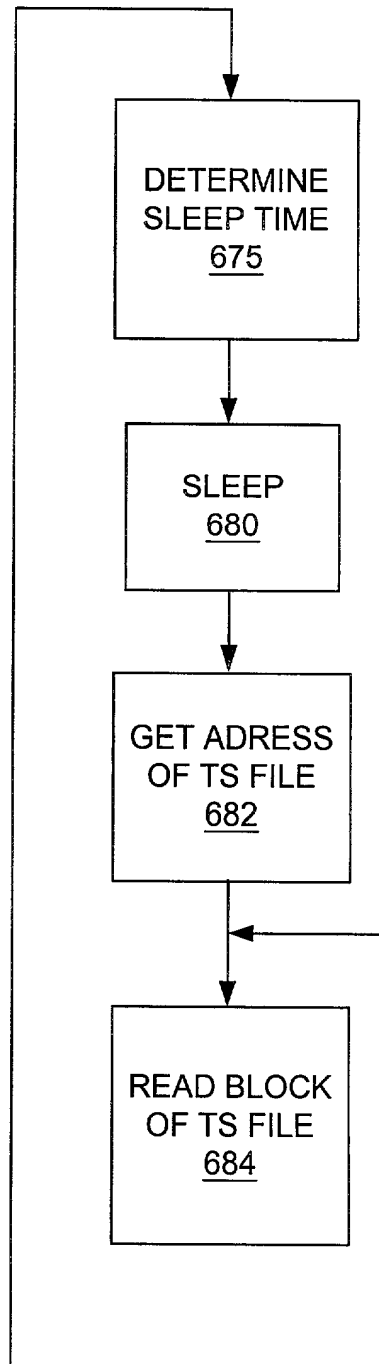 DETERMINE
SLEEP TIME
675
SLEEP
680
GET ADRESS
OF TS FILE
682
READ BLOCK
OF TS FILE
684